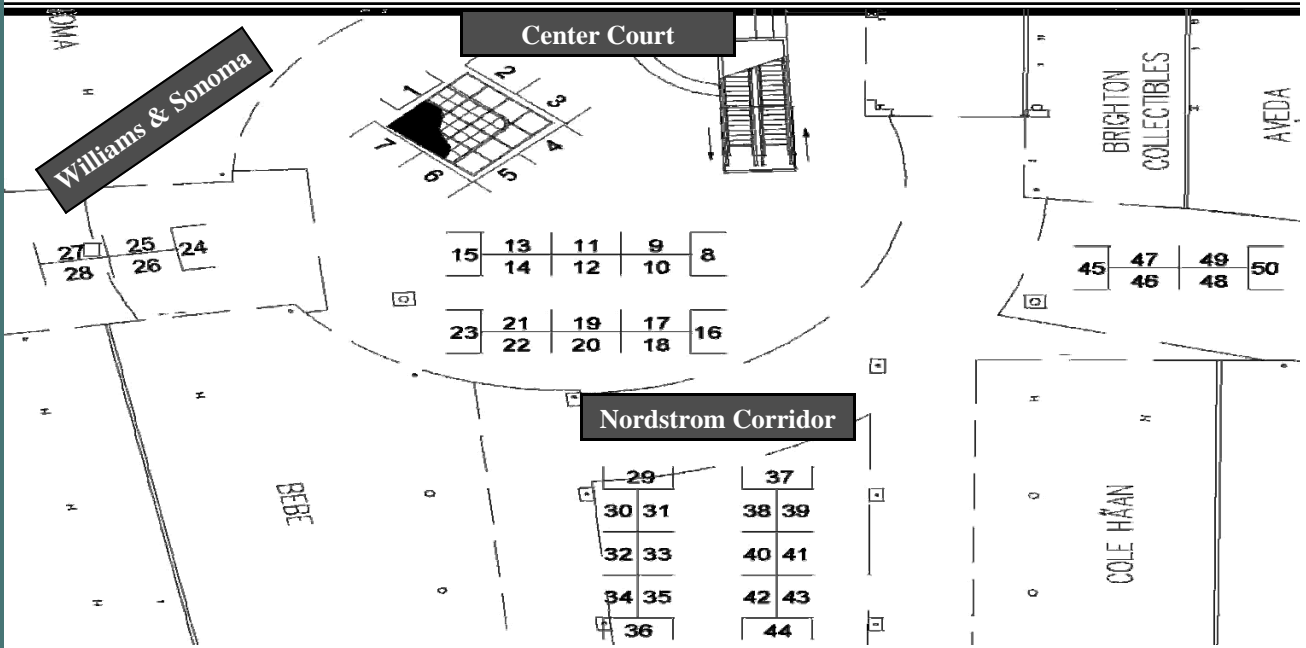 OMA
Center Court
Williams & Sonoma
BRIGHTON
COLLECTIBLES
AVEDA
1
2
3
4
5
6
7
27 25 24
28 26
15 13 11 9 8
14 12 10
23 21 19 17 16
22 20 18
45 47 49 50
46 48
Nordstrom Corridor
29 37
30 31 38 39
32 33 40 41
34 35 42 43
36 44
BEBE
COLE HAAN